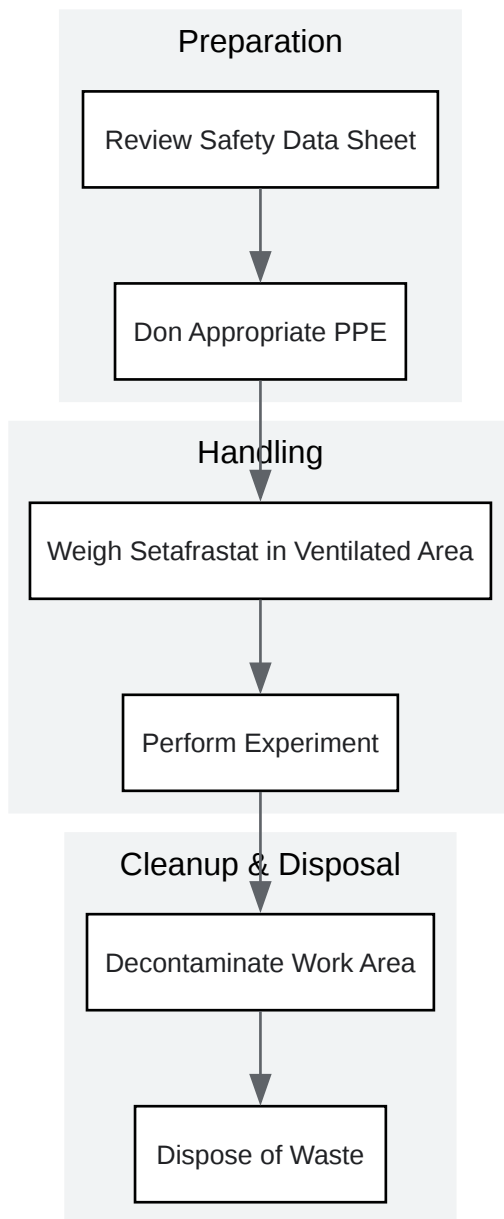 Preparation
Review Safety Data Sheet
Don Appropriate PPE
Handling
Weigh Setafrastat in Ventilated Area
Perform Experiment
Cleanup & Disposal
Decontaminate Work Area
Dispose of Waste